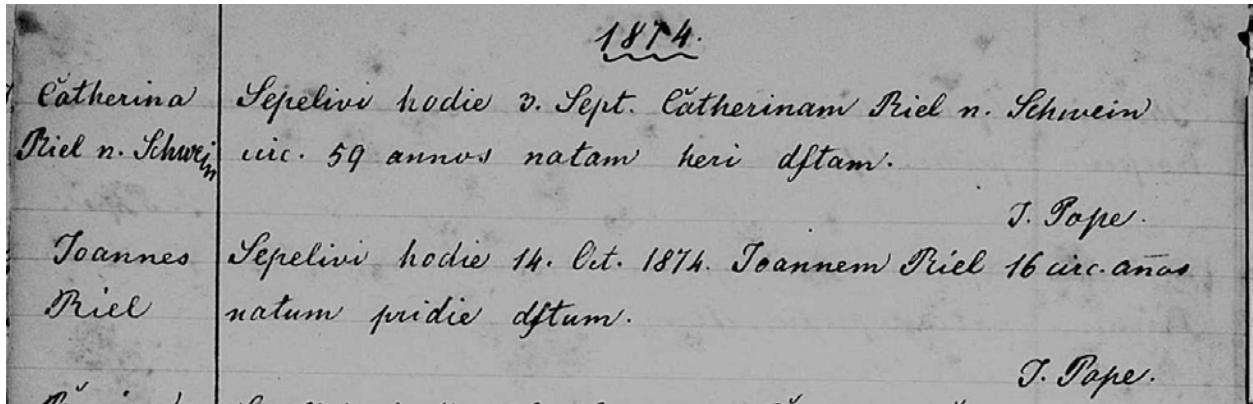 1874.
Catherina
Riel n. Schwein
Sepelivi hodie 3. Sept. Catherinam Riel n. Schwein
circ. 59 annos natam heri dftam.
J. Pope.
Joannes
Riel
Sepelivi hodie 14. Oct. 1874. Joannem Riel 16 circ. años
natum pridie dftum.
J. Pope.